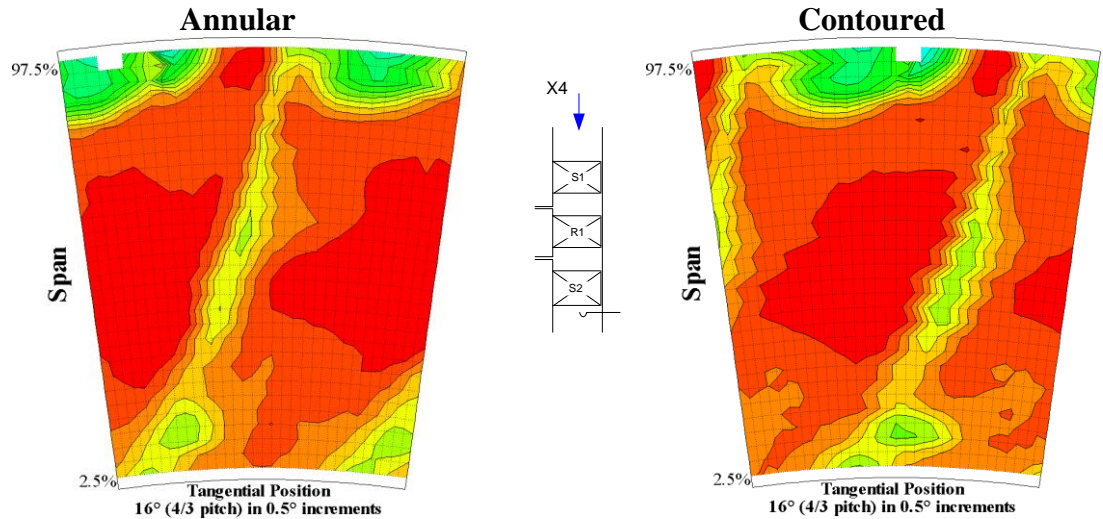 Annular
Contoured
97.5%
Span
2.5%
Tangential Position
16° (4/3 pitch) in 0.5° increments
X4
S1
R1
S2
97.5%
Span
2.5%
Tangential Position
16° (4/3 pitch) in 0.5° increments